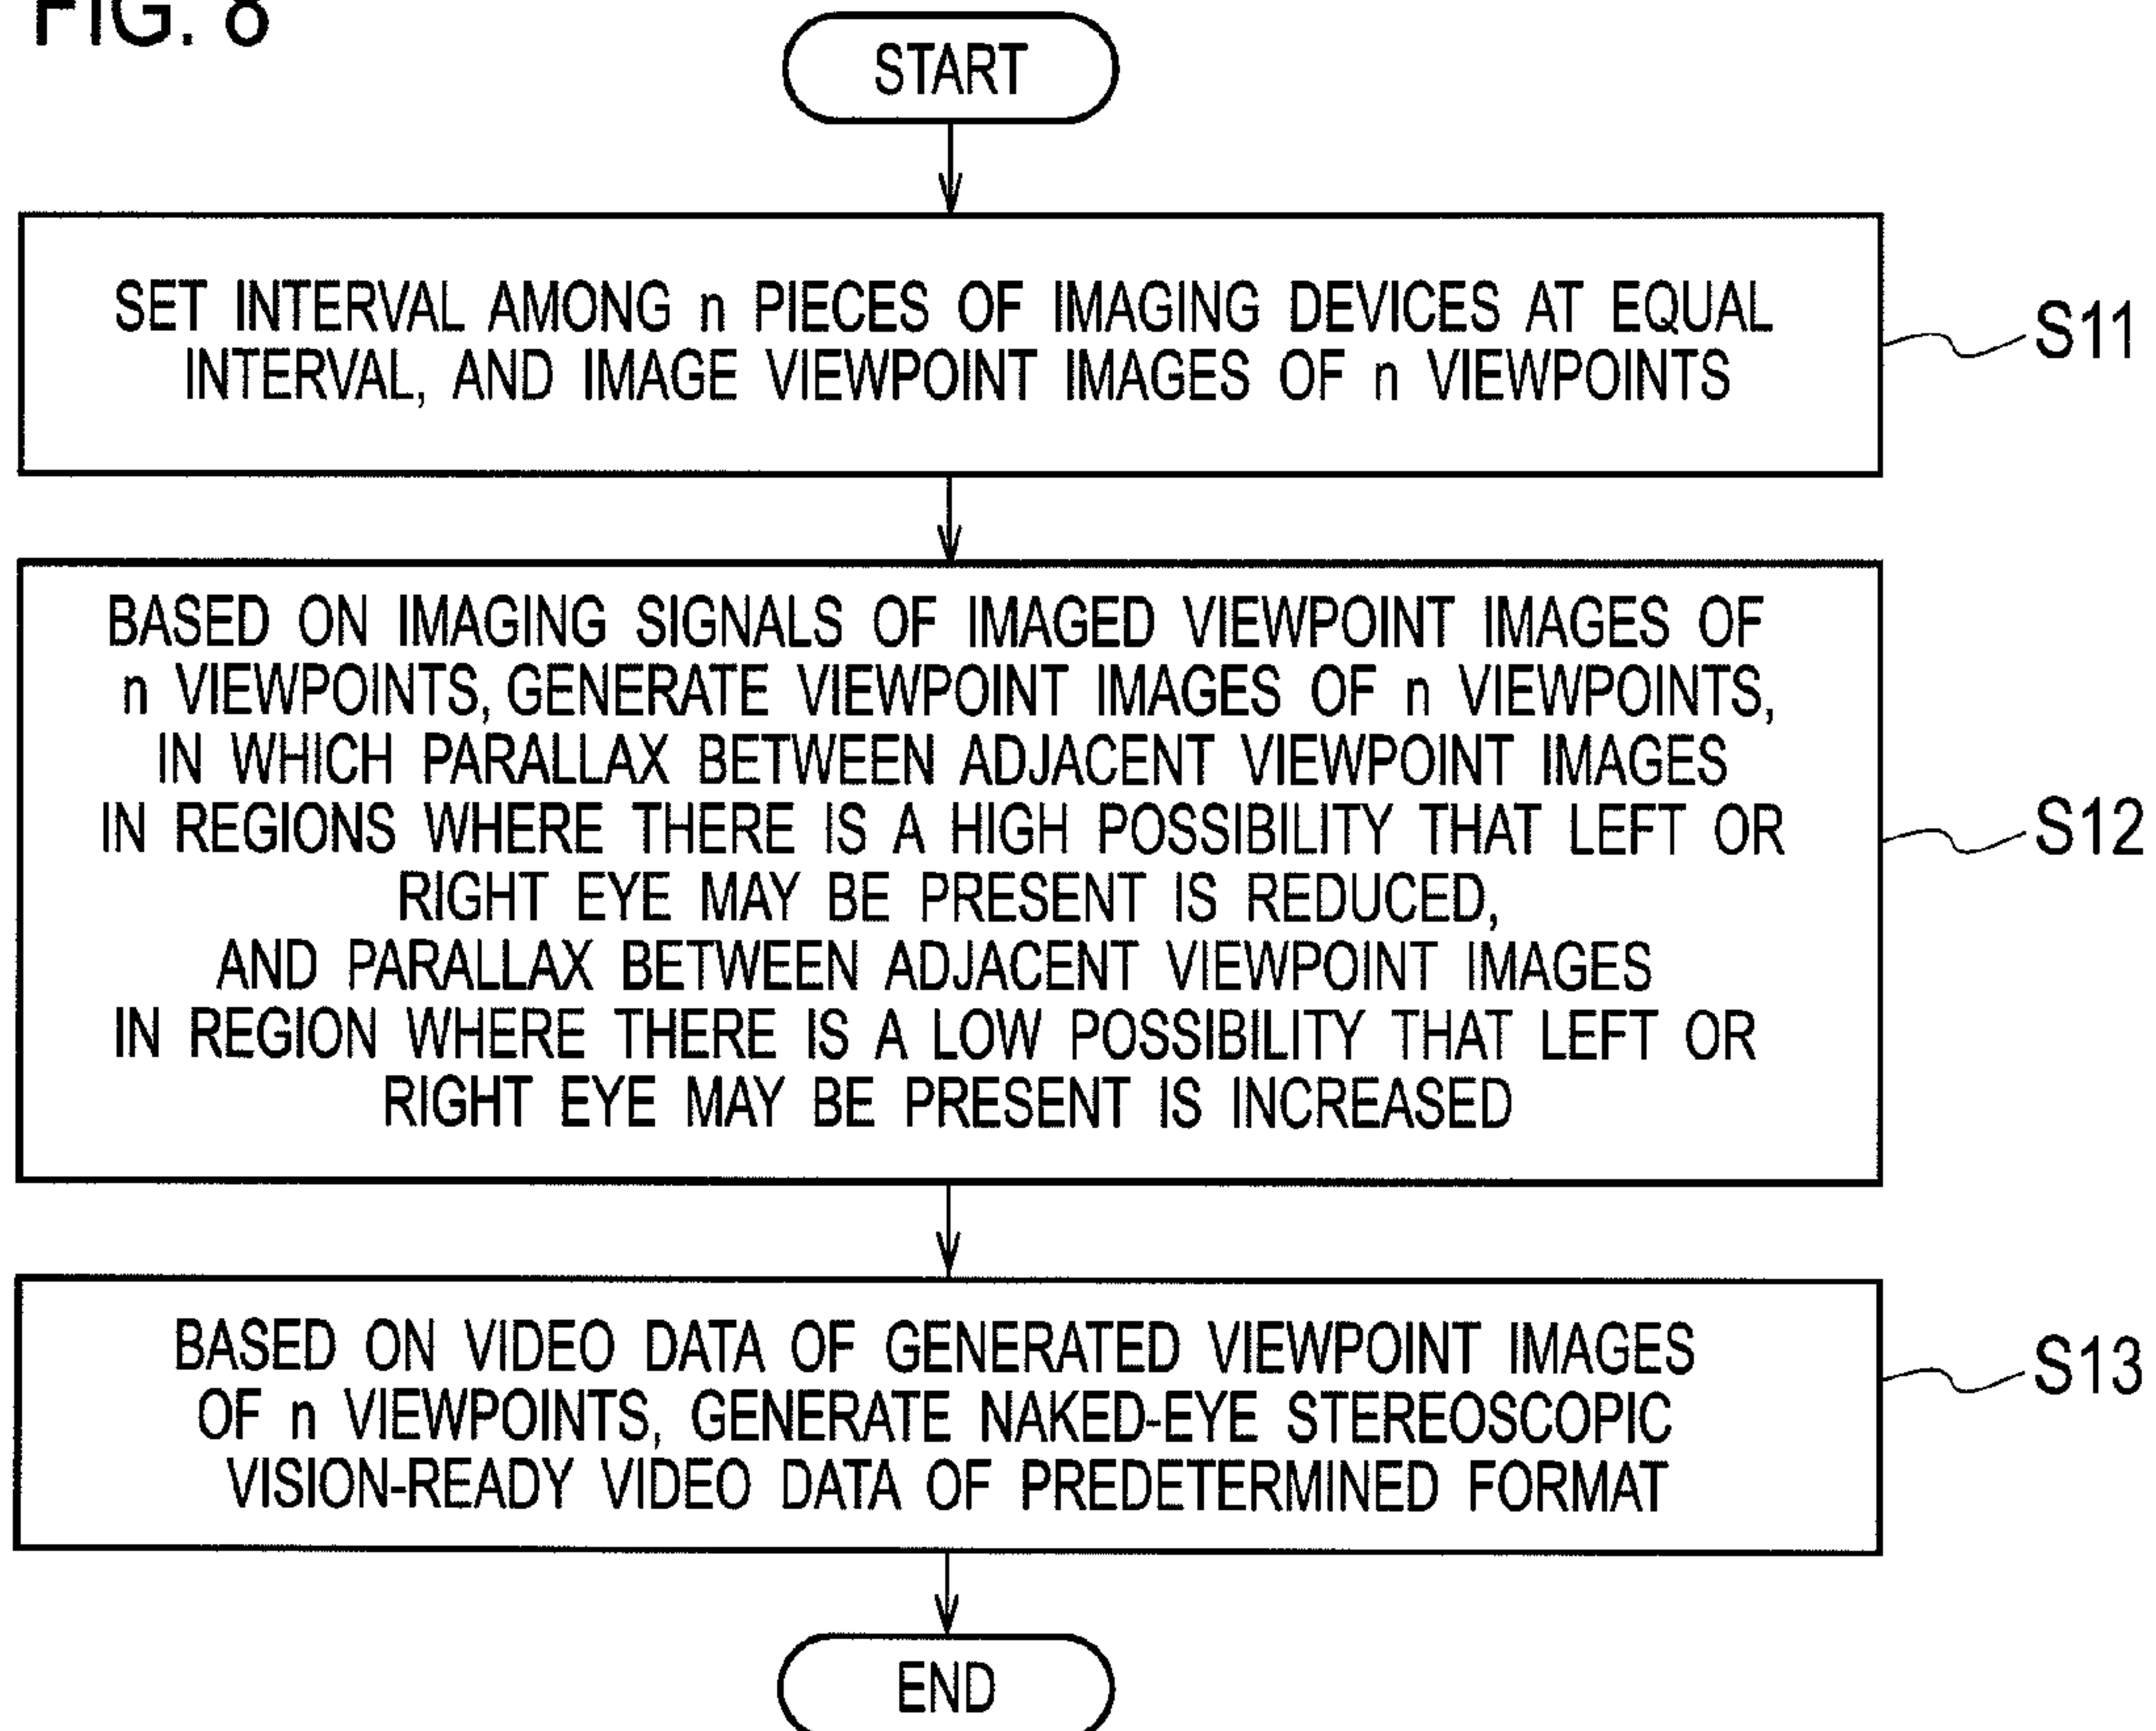 FIG. 8
START
SET INTERVAL AMONG n PIECES OF IMAGING DEVICES AT EQUAL
INTERVAL, AND IMAGE VIEWPOINT IMAGES OF n VIEWPOINTS
S11
BASED ON IMAGING SIGNALS OF IMAGED VIEWPOINT IMAGES OF
n VIEWPOINTS, GENERATE VIEWPOINT IMAGES OF n VIEWPOINTS,
IN WHICH PARALLAX BETWEEN ADJACENT VIEWPOINT IMAGES
IN REGIONS WHERE THERE IS A HIGH POSSIBILITY THAT LEFT OR
RIGHT EYE MAY BE PRESENT IS REDUCED,
AND PARALLAX BETWEEN ADJACENT VIEWPOINT IMAGES
IN REGION WHERE THERE IS A LOW POSSIBILITY THAT LEFT OR
RIGHT EYE MAY BE PRESENT IS INCREASED
S12
BASED ON VIDEO DATA OF GENERATED VIEWPOINT IMAGES
OF n VIEWPOINTS, GENERATE NAKED-EYE STEREOSCOPIC
VISION-READY VIDEO DATA OF PREDETERMINED FORMAT
S13
END